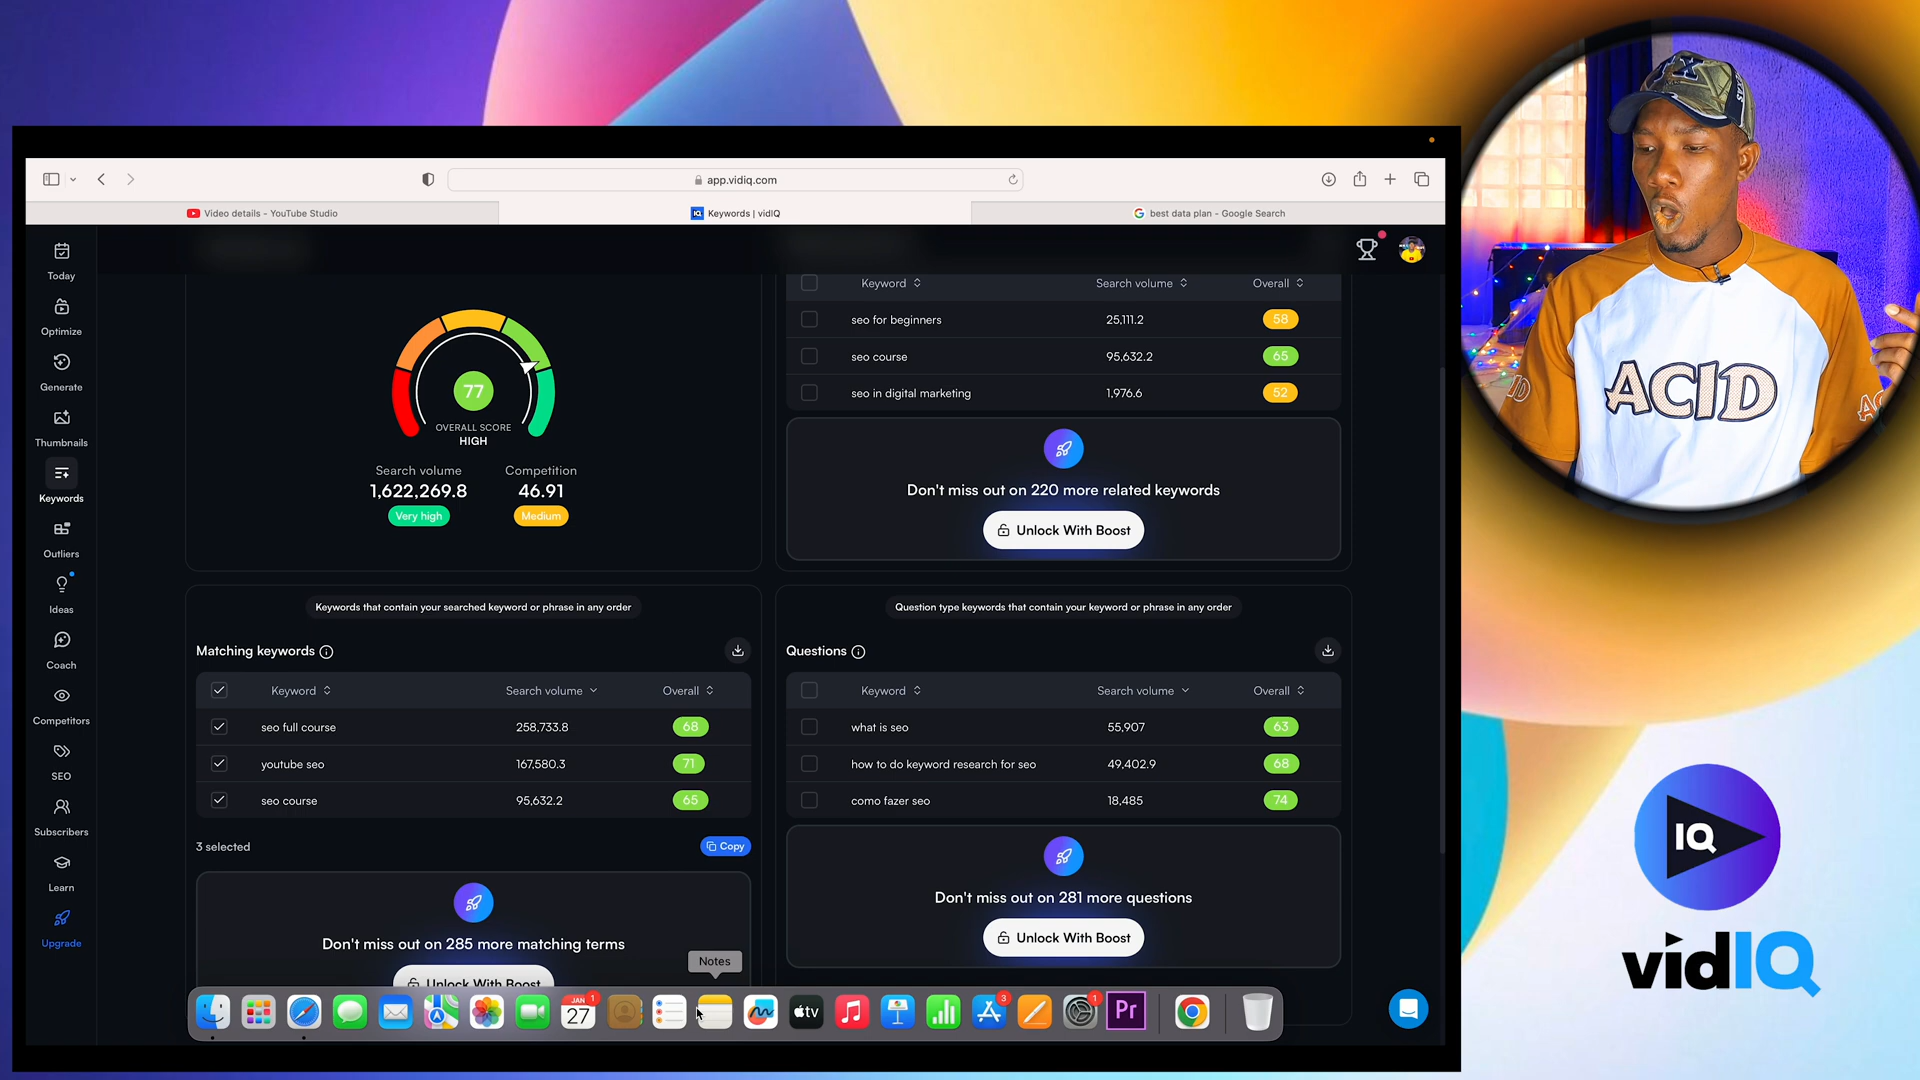 app.vidiq.com
Video details - YouTube Studio
IQ Keywords | vidIQ
best data plan - Google Search
Today
Optimize
Generate
Thumbnails
Keywords
Outliers
Ideas
Coach
Competitors
SEO
Subscribers
Learn
Upgrade
77
OVERALL SCORE
HIGH
Search volume Competition
1,622,269.8 46.91
Very high Medium
Keyword Search volume Overall
seo for beginners 25,111.2 58
seo course 95,632.2 65
seo in digital marketing 1,976.6 52
Don't miss out on 220 more related keywords
Unlock With Boost
Keywords that contain your searched keyword or phrase in any order
Matching keywords
Keyword Search volume Overall
seo full course 258,733.8 68
youtube seo 167,580.3 71
seo course 95,632.2 65
3 selected Copy
Don't miss out on 285 more matching terms
Unlock With Boost
Question type keywords that contain your keyword or phrase in any order
Questions
Keyword Search volume Overall
what is seo 55,907 63
how to do keyword research for seo 49,402.9 68
como fazer seo 18,485 74
Don't miss out on 281 more questions
Unlock With Boost
Notes
JAN 1
27
tv
3
1
Pr
ACID
IQ
vidIQ